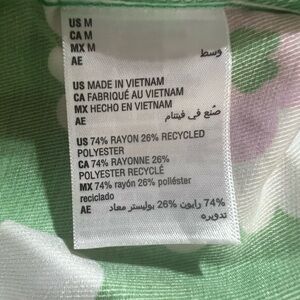 US M
CA M
MX M
AE وسط
US MADE IN VIETNAM
CA FABRIQUÉ AU VIETNAM
MX HECHO EN VIETNAM
AE صنع في فيتنام
US 74% RAYON 26% RECYCLED
POLYESTER
CA 74% RAYONNE 26%
POLYESTER RECYCLÉ
MX 74% rayón 26% poliéster
reciclado
AE 74% رايون 26% بوليستر معاد
تدويره